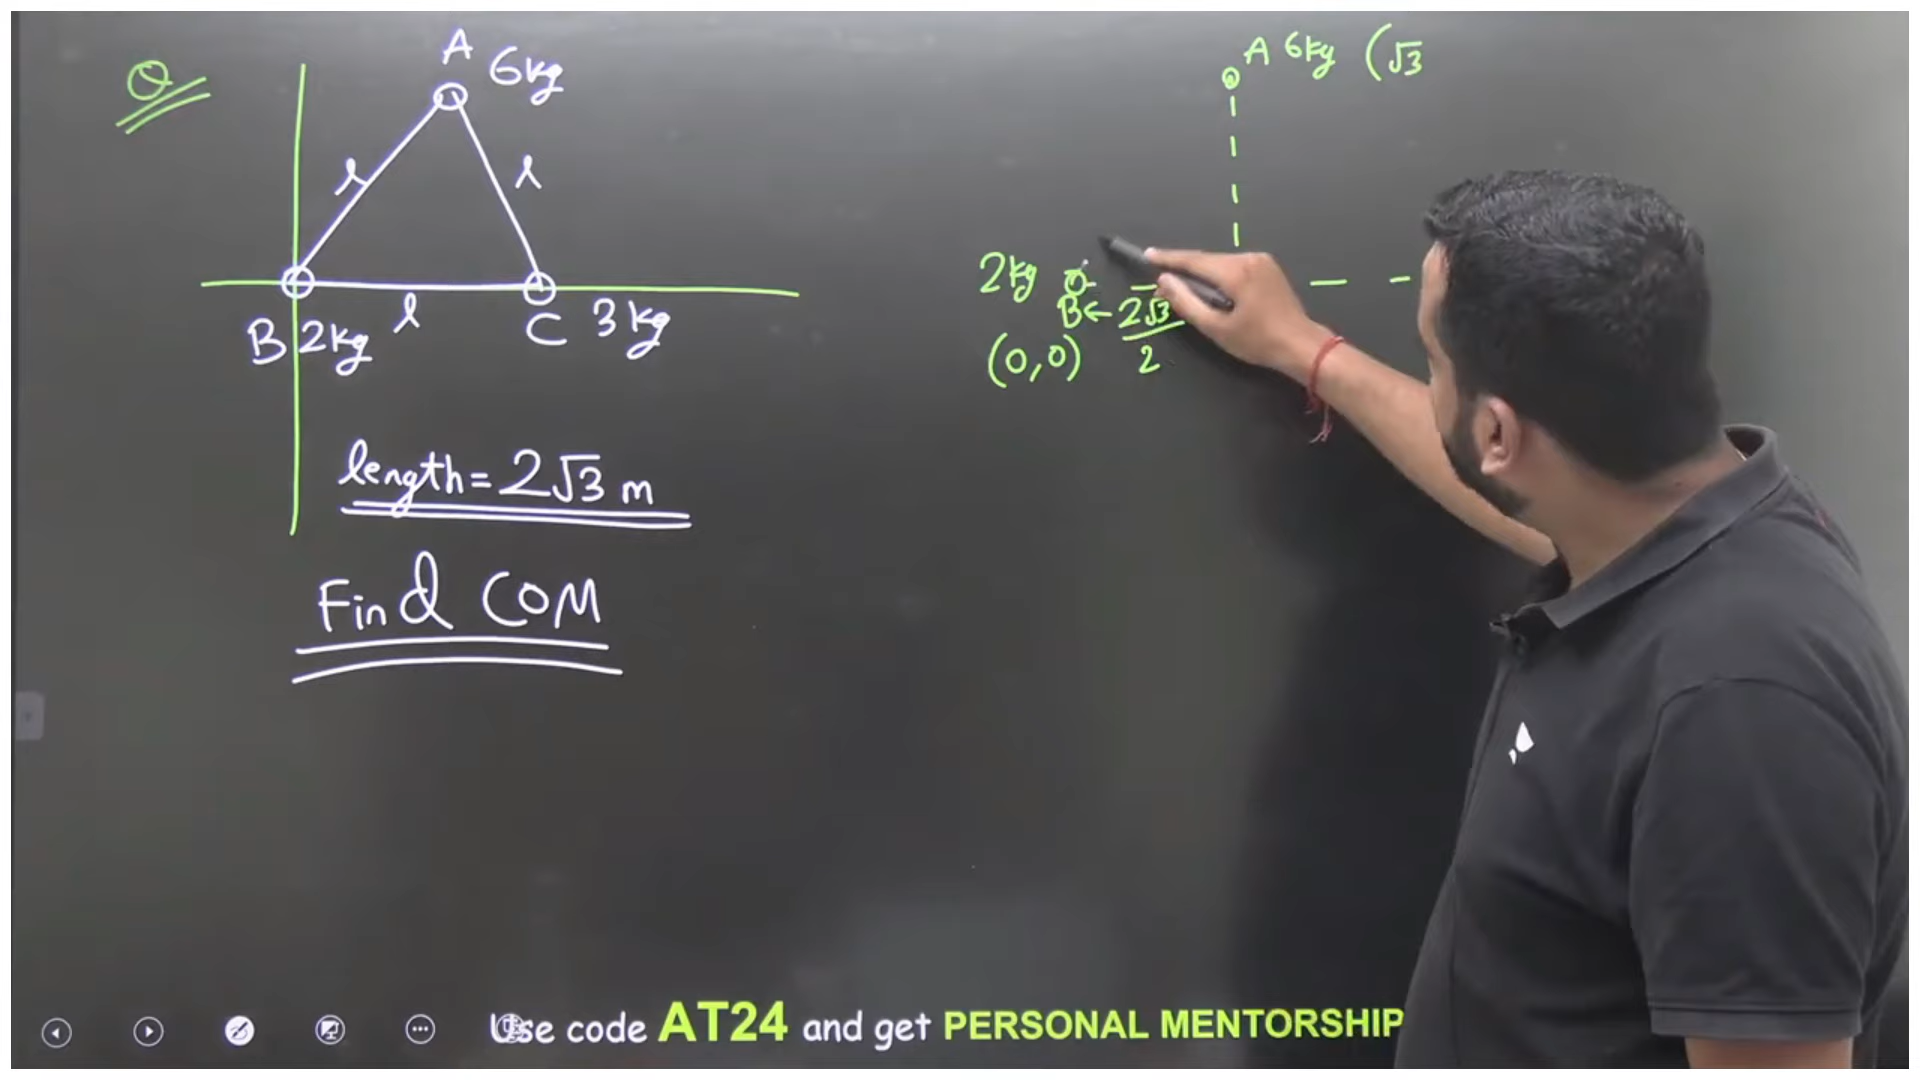 Q
A 6kg
l l
B 2kg l C 3kg
length = 2√3 m
Find COM
A 6kg (√3
2kg
B ← 2√3
2
(0,0)
Use code AT24 and get PERSONAL MENTORSHIP